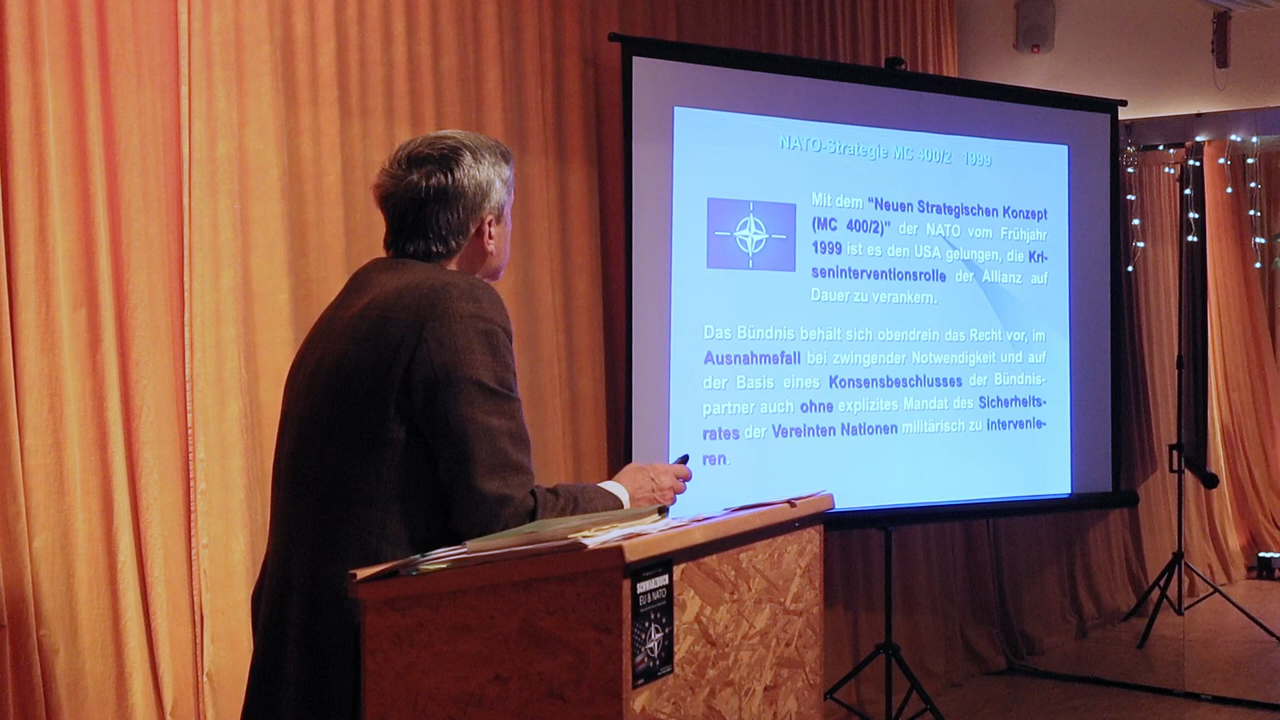 NATO-Strategie MC 400/2 1999
Mit dem "Neuen Strategischen Konzept
(MC 400/2)" der NATO vom Frühjahr
1999 ist es den USA gelungen, die Kri-
seninterventionsrolle der Allianz auf
Dauer zu verankern.
Das Bündnis behält sich obendrein das Recht vor, im
Ausnahmefall bei zwingender Notwendigkeit und auf
der Basis eines Konsensbeschlusses der Bündnis-
partner auch ohne explizites Mandat des Sicherheits-
rates der Vereinten Nationen militärisch zu intervenie-
ren.
SCHWARZBUCH
EU & NATO